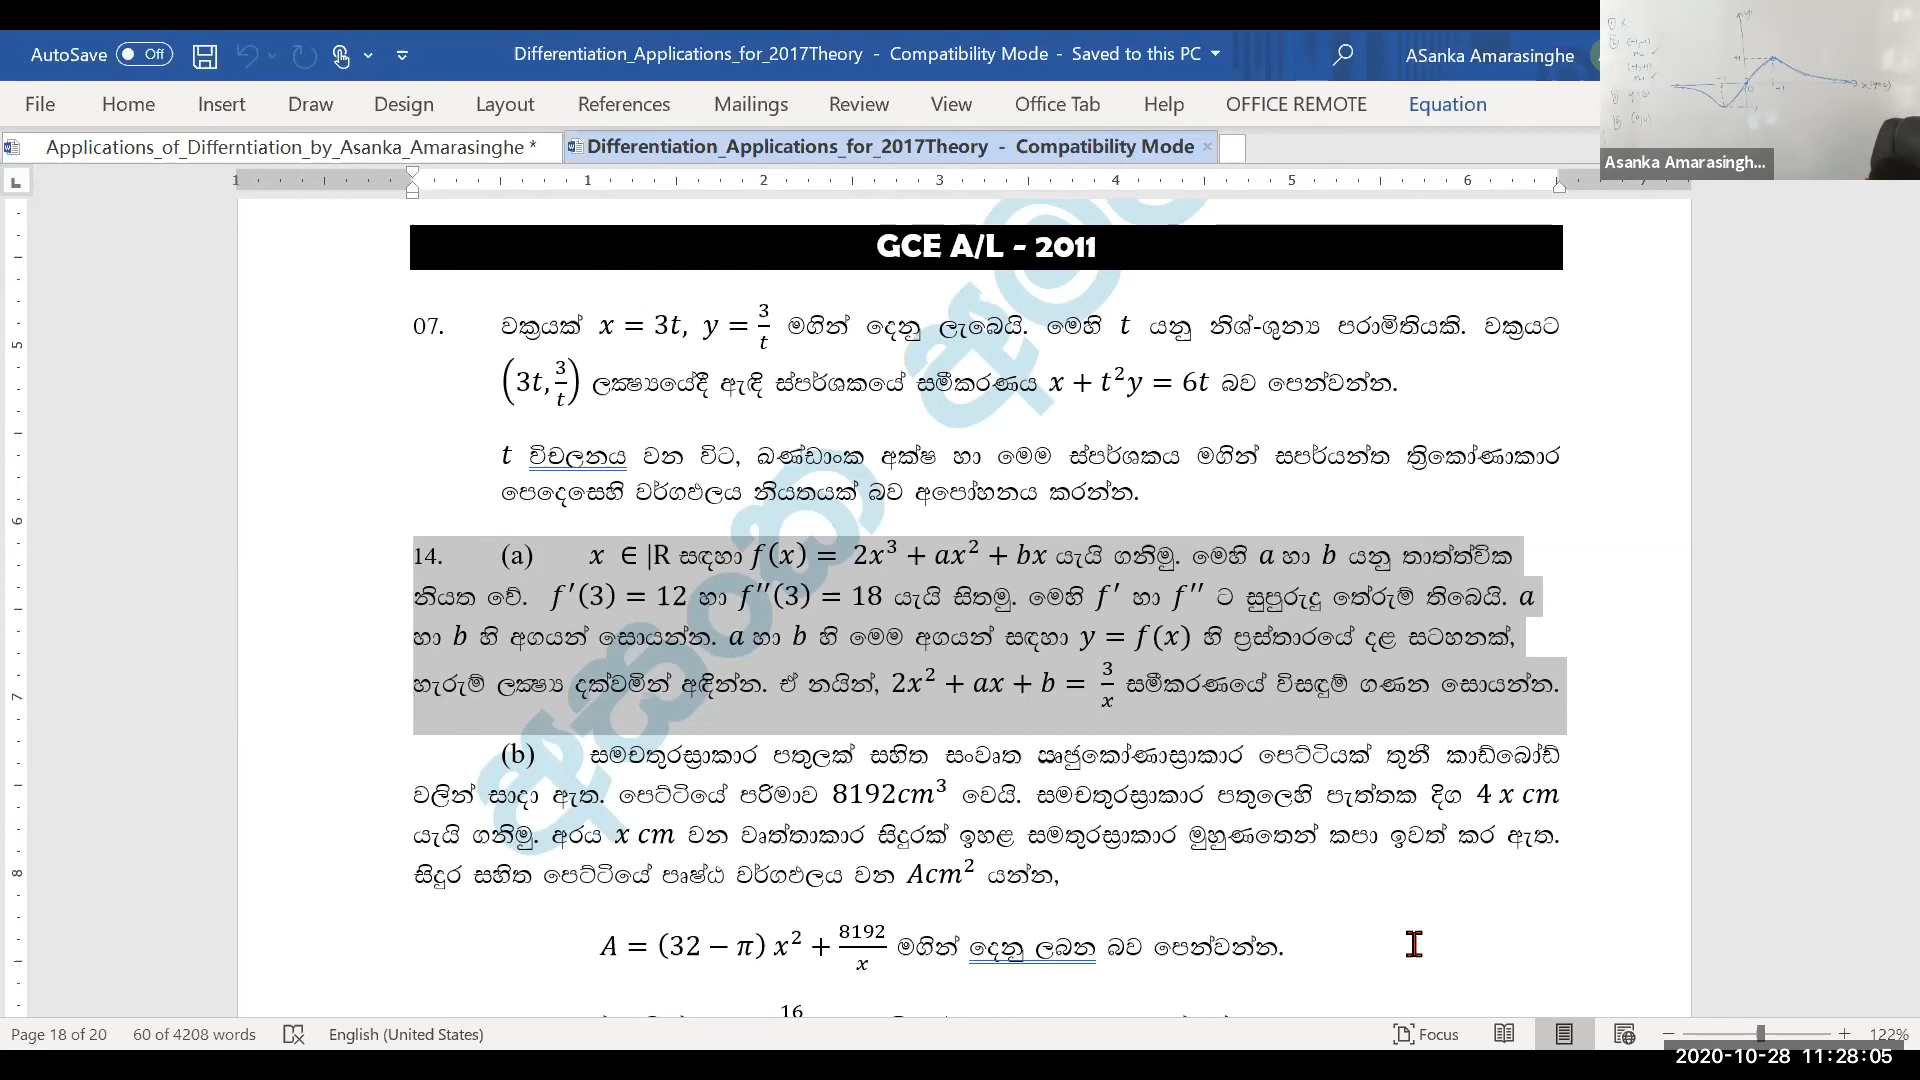 AutoSave Off Differentiation_Applications_for_2017Theory - Compatibility Mode - Saved to this PC ASanka Amarasinghe
File Home Insert Draw Design Layout References Mailings Review View Office Tab Help OFFICE REMOTE Equation
Applications_of_Differntiation_by_Asanka_Amarasinghe * Differentiation_Applications_for_2017Theory - Compatibility Mode
Asanka Amarasingh...
1 1 2 3 4 5 6 7
GCE A/L - 2011
07. වක්‍රයක් x = 3t, y = 3/t මගින් දෙනු ලැබෙයි. මෙහි t යනු නිශ්-ශුන්‍ය පරාමිතියකි. වක්‍රයට
(3t, 3/t) ලක්‍ෂ්‍යයේදී ඇඳි ස්පර්ශකයේ සමීකරණය x + t²y = 6t බව පෙන්වන්න.
t විචලනය වන විට, ඛණ්ඩාංක අක්ෂ හා මෙම ස්පර්ශකය මගින් සපර්යන්ත ත්‍රිකෝණාකාර
පෙදෙසෙහි වර්ගඵලය නියතයක් බව අපෝහනය කරන්න.
14. (a) x ∈ |R සඳහා f(x) = 2x³ + ax² + bx යැයි ගනිමු. මෙහි a හා b යනු තාත්ත්වික
නියත වේ. f′(3) = 12 හා f′′(3) = 18 යැයි සිතමු. මෙහි f′ හා f′′ ට සුපුරුදු තේරුම් තිබෙයි. a
හා b හි අගයන් සොයන්න. a හා b හි මෙම අගයන් සඳහා y = f(x) හි ප්‍රස්තාරයේ දළ සටහනක්,
හැරුම් ලක්‍ෂ්‍ය දක්වමින් අඳින්න. ඒ නයින්, 2x² + ax + b = 3/x සමීකරණයේ විසඳුම් ගණන සොයන්න.
(b) සමචතුරස්‍රාකාර පතුලක් සහිත සංවෘත ඍජුකෝණාස්‍රාකාර පෙට්ටියක් තුනී කාඩ්බෝඩ්
වලින් සාදා ඇත. පෙට්ටියේ පරිමාව 8192cm³ වෙයි. සමචතුරස්‍රාකාර පතුලෙහි පැත්තක දිග 4 x cm
යැයි ගනිමු. අරය x cm වන වෘත්තාකාර සිදුරක් ඉහළ සමතුරස්‍රාකාර මුහුණතෙන් කපා ඉවත් කර ඇත.
සිදුර සහිත පෙට්ටියේ පෘෂ්ඨ වර්ගඵලය වන Acm² යන්න,
A = (32 − π) x² + 8192/x මගින් දෙනු ලබන බව පෙන්වන්න.
16
Page 18 of 20 60 of 4208 words English (United States) Focus 122%
2020-10-28 11:28:05